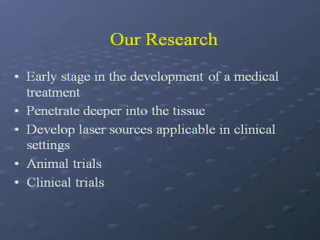 Our Research
• Early stage in the development of a medical
treatment
• Penetrate deeper into the tissue
• Develop laser sources applicable in clinical
settings
• Animal trials
• Clinical trials